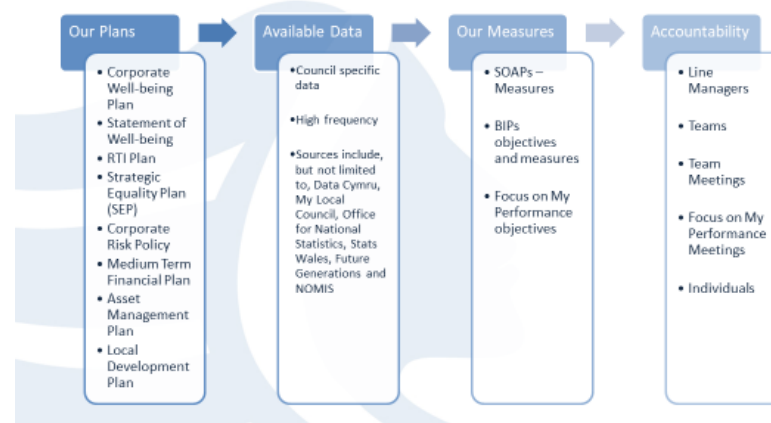 Our Plans
• Corporate
Well-being
Plan
• Statement of
Well-being
• RTI Plan
• Strategic
Equality Plan
(SEP)
• Corporate
Risk Policy
• Medium Term
Financial Plan
• Asset
Management
Plan
• Local
Development
Plan
Available Data
•Council specific
data
•High frequency
•Sources include,
but not limited
to, Data Cymru,
My Local
Council, Office
for National
Statistics, Stats
Wales, Future
Generations and
NOMIS
Our Measures
• SOAPs –
Measures
• BIPs
objectives
and measures
• Focus on My
Performance
objectives
Accountability
• Line
Managers
• Teams
• Team
Meetings
• Focus on My
Performance
Meetings
• Individuals